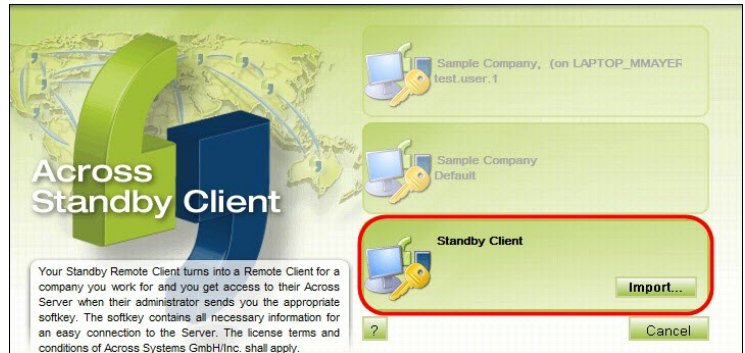 Across
Standby Client
Your Standby Remote Client turns into a Remote Client for a
company you work for and you get access to their Across
Server when their administrator sends you the appropriate
softkey. The softkey contains all necessary information for
an easy connection to the Server. The license terms and
conditions of Across Systems GmbH/Inc. shall apply.
Sample Company, (on LAPTOP_MMAYER
test.user.1
Sample Company
Default
Standby Client
Import...
?
Cancel